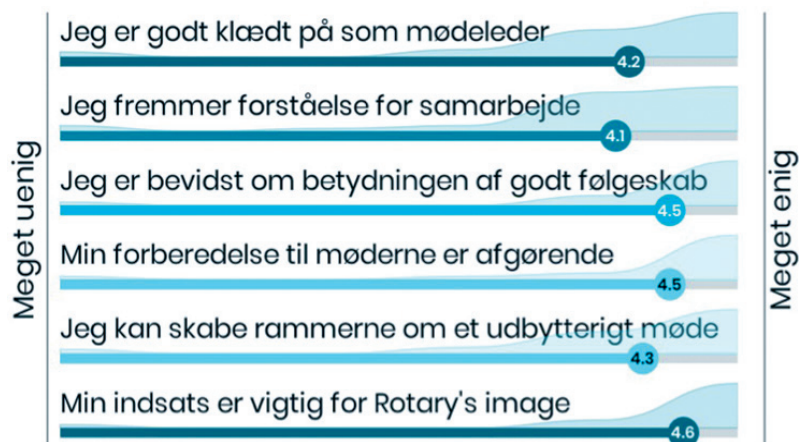 Jeg er godt klædt på som mødeleder
4.2
Jeg fremmer forståelse for samarbejde
4.1
Jeg er bevidst om betydningen af godt følgeskab
4.5
Min forberedelse til møderne er afgørende
4.5
Jeg kan skabe rammerne om et udbytterigt møde
4.3
Min indsats er vigtig for Rotary's image
4.6
Meget uenig
Meget enig